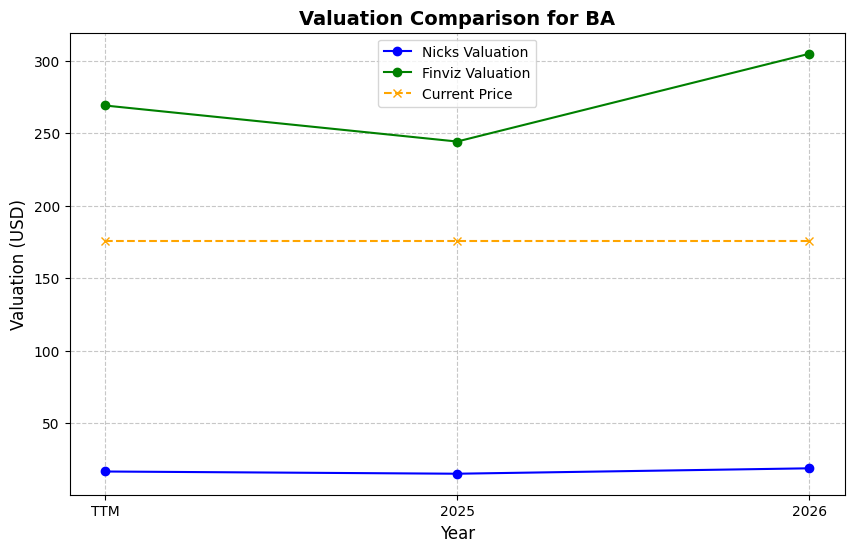 Valuation Comparison for BA
Nicks Valuation
Finviz Valuation
Current Price
Valuation (USD)
300
250
200
150
100
50
TTM
2025
2026
Year